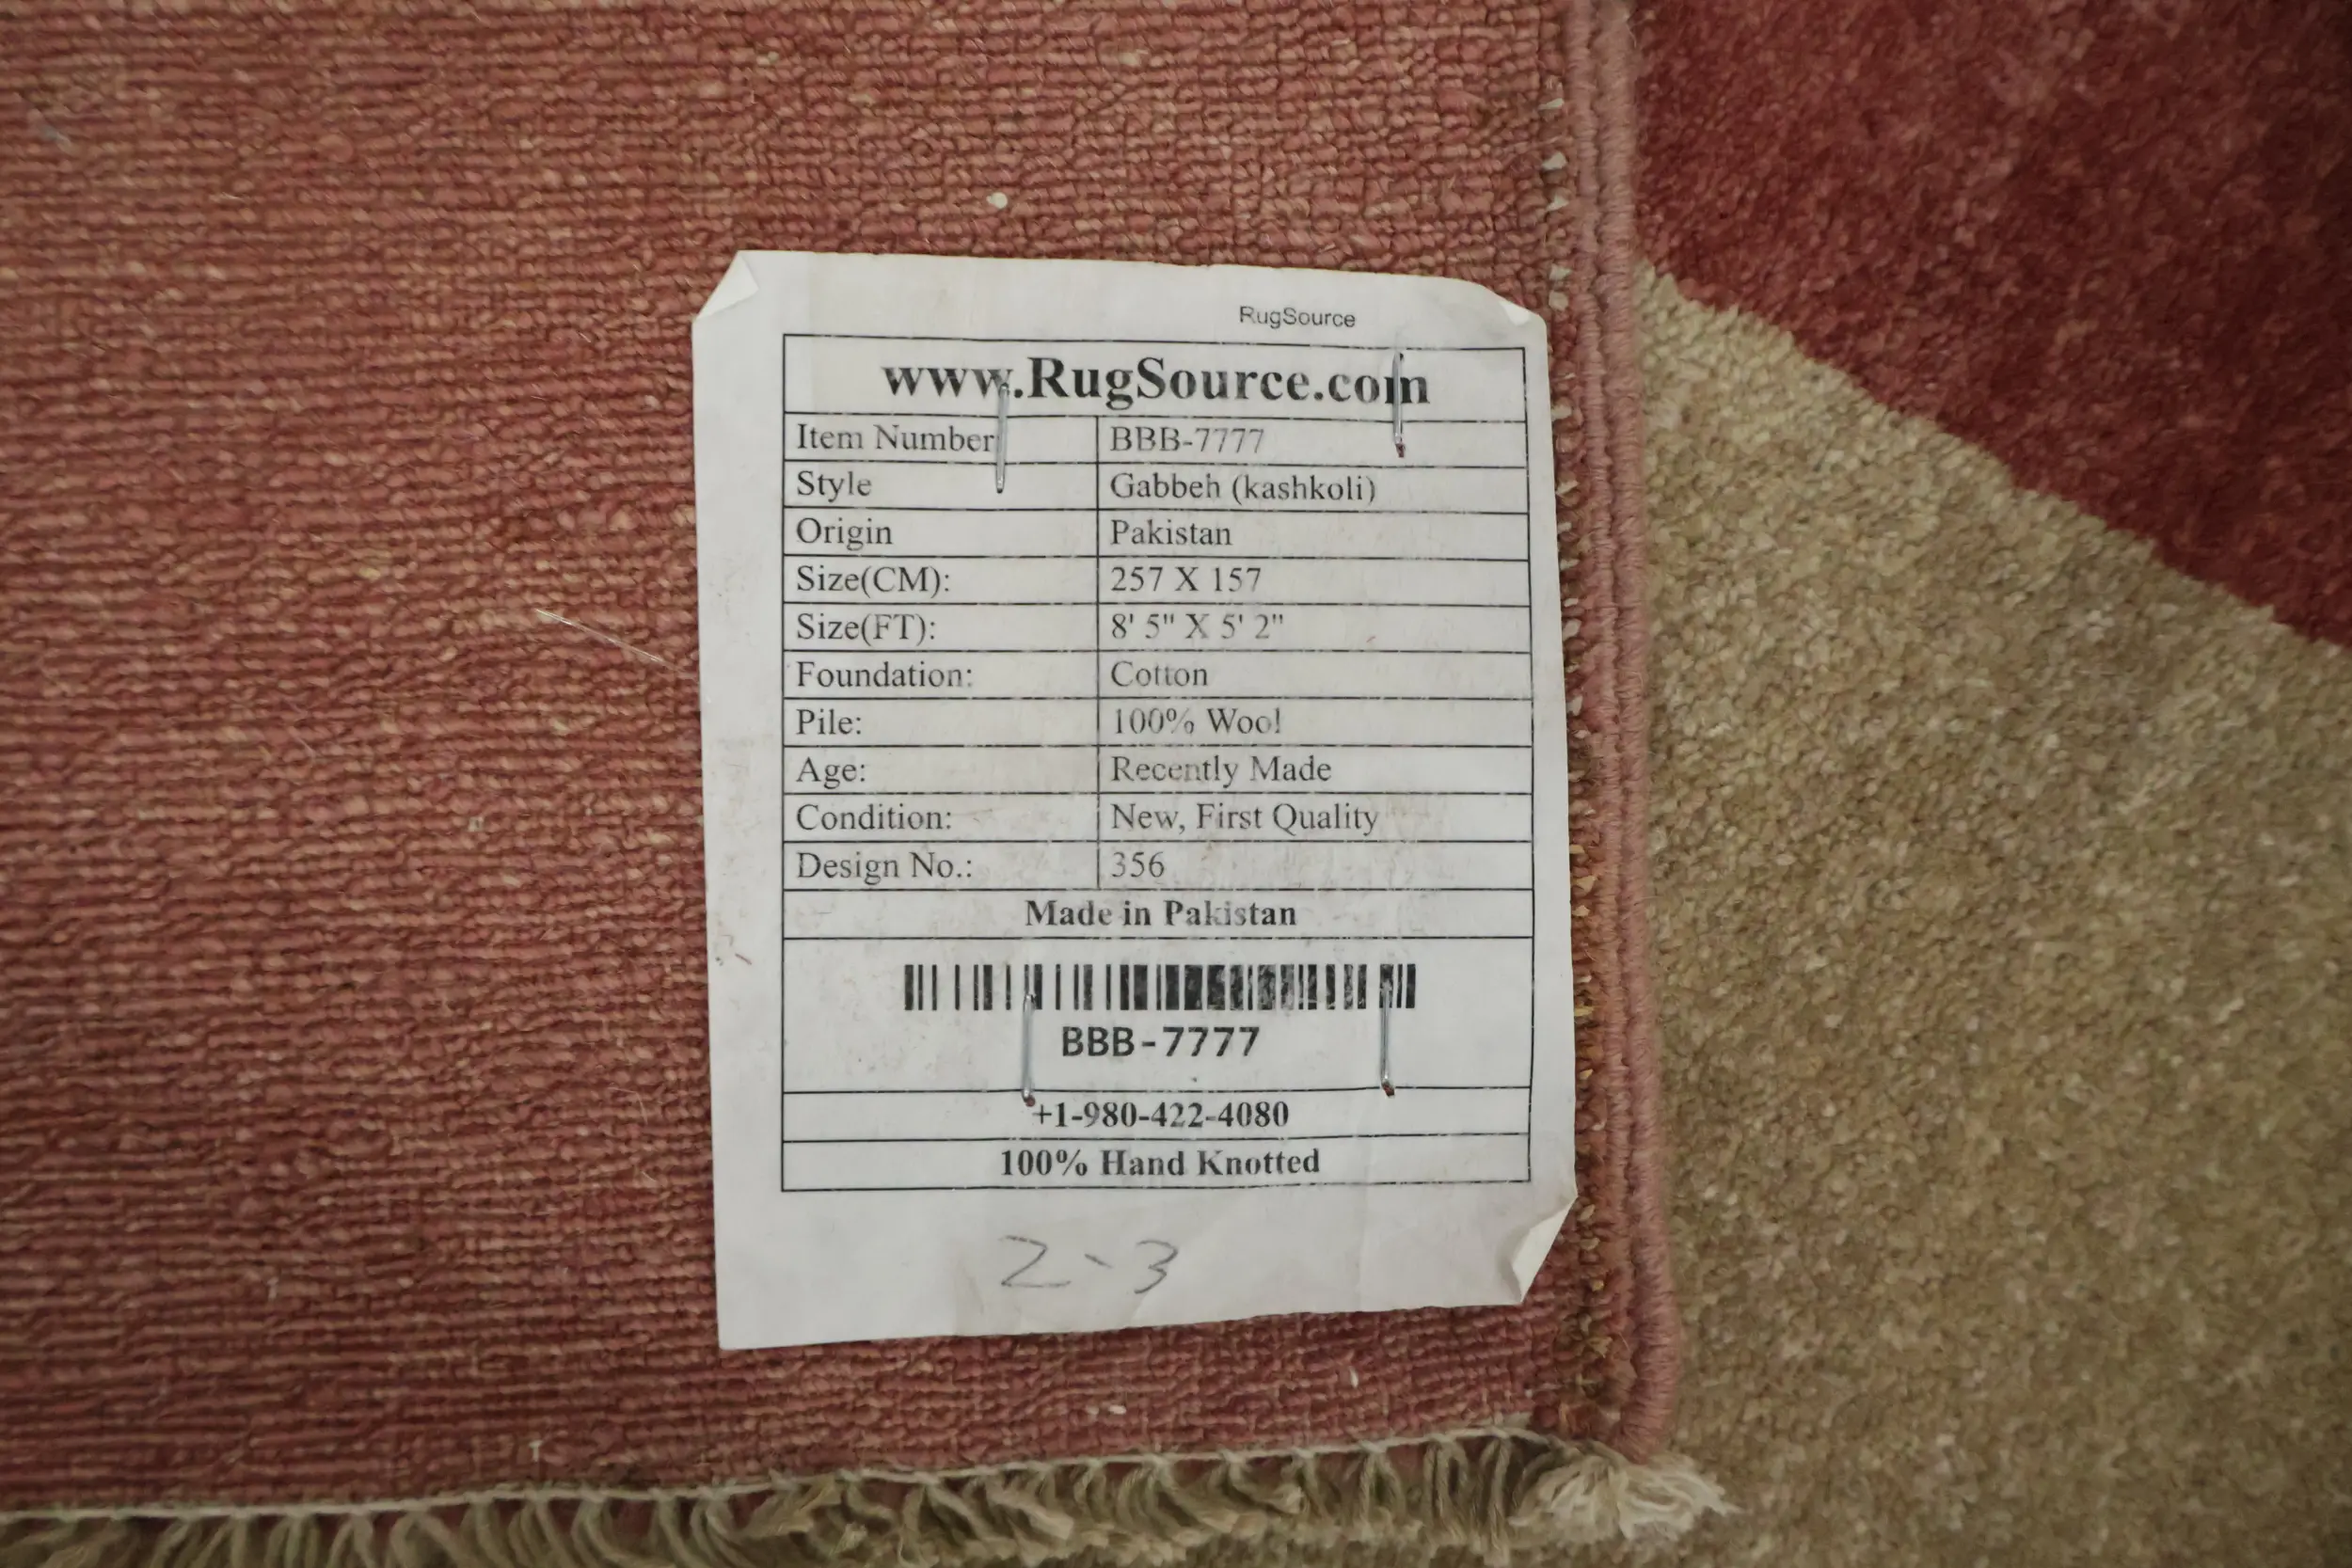 RugSource
www.RugSource.com
Item Number BBB-7777
Style Gabbeh (kashkoli)
Origin Pakistan
Size(CM): 257 X 157
Size(FT): 8' 5" X 5' 2"
Foundation: Cotton
Pile: 100% Wool
Age: Recently Made
Condition: New, First Quality
Design No.: 356
Made in Pakistan
BBB-7777
+1-980-422-4080
100% Hand Knotted
2-3